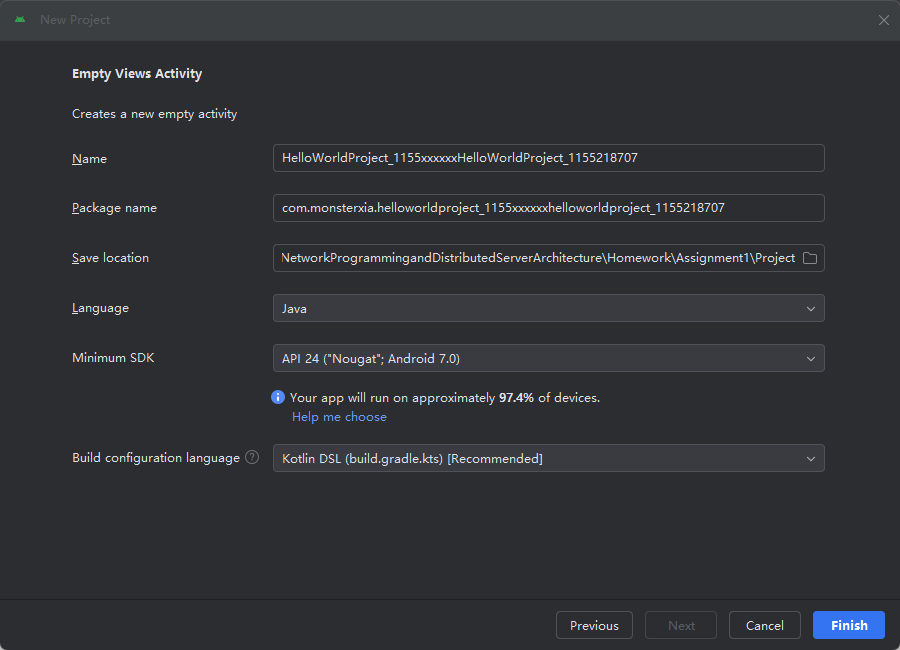 New Project
Empty Views Activity
Creates a new empty activity
Name HelloWorldProject_1155xxxxxxHelloWorldProject_1155218707
Package name com.monsterxia.helloworldproject_1155xxxxxxhelloworldproject_1155218707
Save location NetworkProgrammingandDistributedServerArchitecture\Homework\Assignment1\Project
Language Java
Minimum SDK API 24 ("Nougat"; Android 7.0)
Your app will run on approximately 97.4% of devices.
Help me choose
Build configuration language ? Kotlin DSL (build.gradle.kts) [Recommended]
Previous Next Cancel Finish